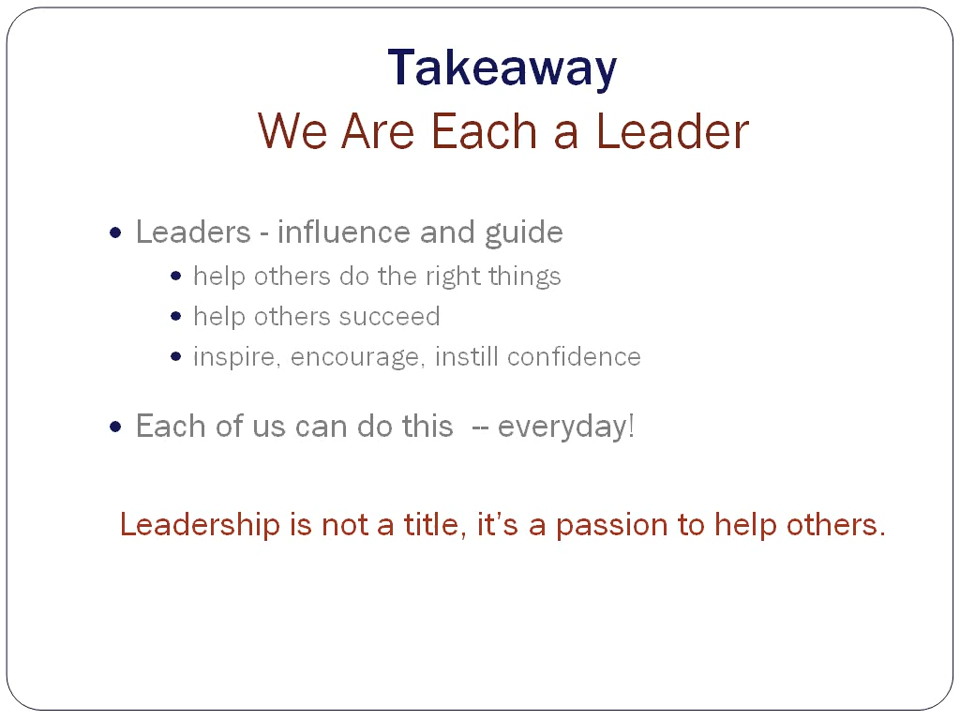 Takeaway
We Are Each a Leader
• Leaders - influence and guide
• help others do the right things
• help others succeed
• inspire, encourage, instill confidence
• Each of us can do this -- everyday!
Leadership is not a title, it's a passion to help others.